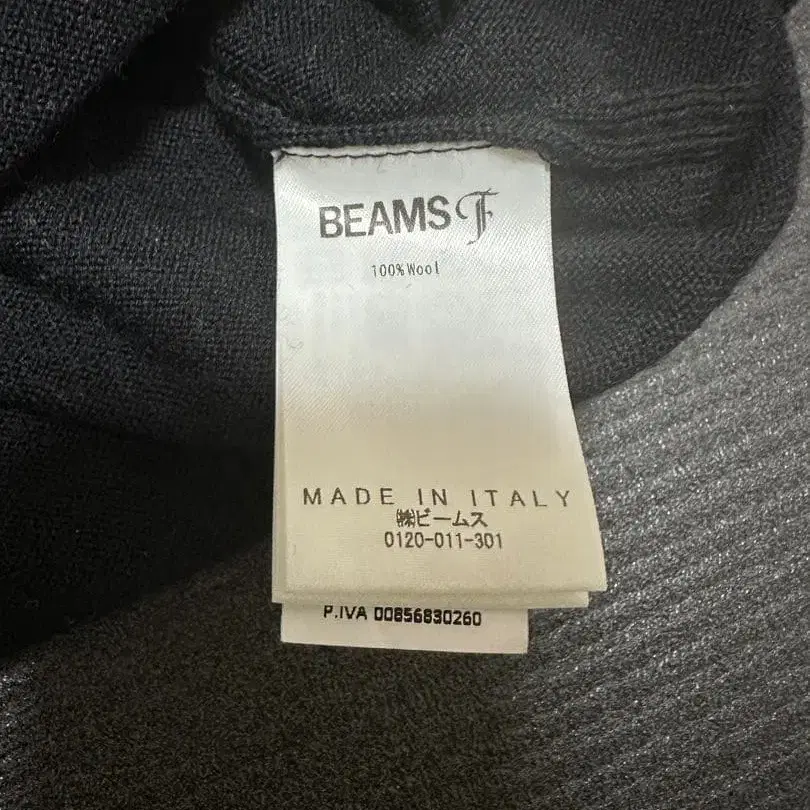 BEAMS F
100%Wool
MADE IN ITALY
㈱ビームス
0120-011-301
P.IVA 00856830260